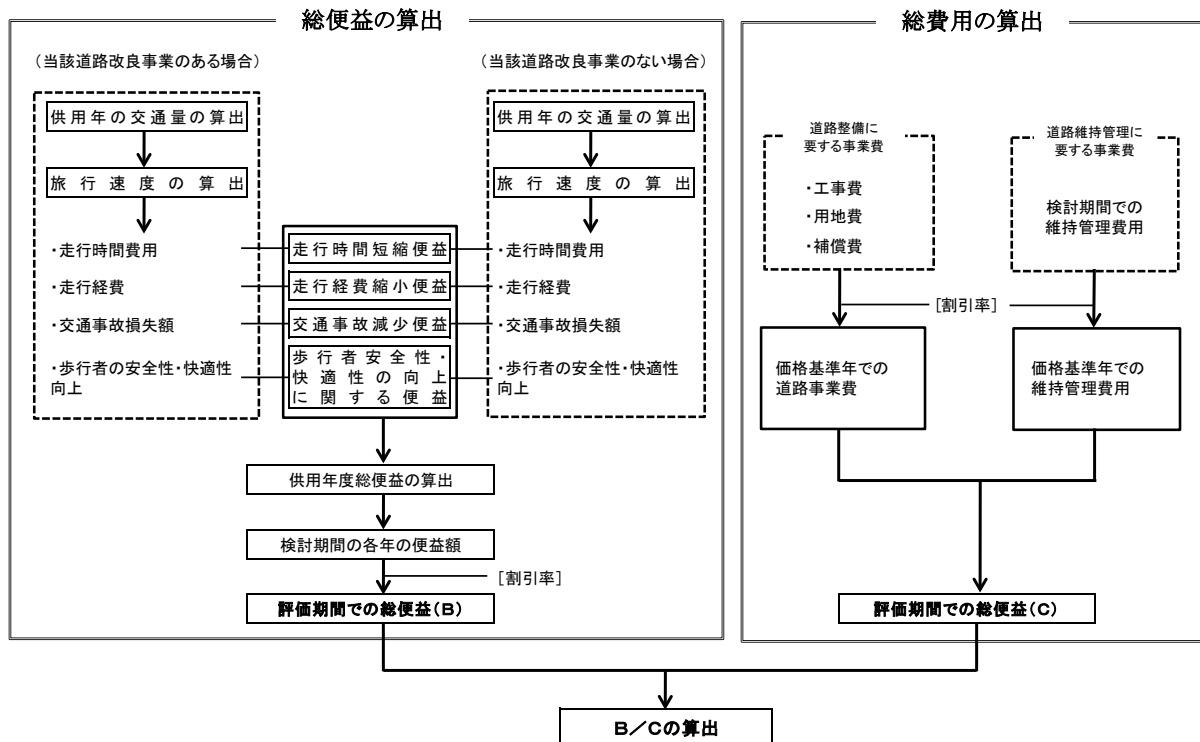 総便益の算出
(当該道路改良事業のある場合)
供用年の交通量の算出
旅行速度の算出
・走行時間費用
・走行経費
・交通事故損失額
・歩行者の安全性・快適性
向上
走行時間短縮便益
走行経費縮小便益
交通事故減少便益
歩行者安全性・
快適性の向上
に関する便益
(当該道路改良事業のない場合)
供用年の交通量の算出
旅行速度の算出
・走行時間費用
・走行経費
・交通事故損失額
・歩行者の安全性・快適性
向上
供用年度総便益の算出
検討期間の各年の便益額
[割引率]
評価期間での総便益(B)
総費用の算出
道路整備に
要する事業費
・工事費
・用地費
・補償費
道路維持管理に
要する事業費
検討期間での
維持管理費用
[割引率]
価格基準年での
道路事業費
価格基準年での
維持管理費用
評価期間での総便益(C)
B/Cの算出